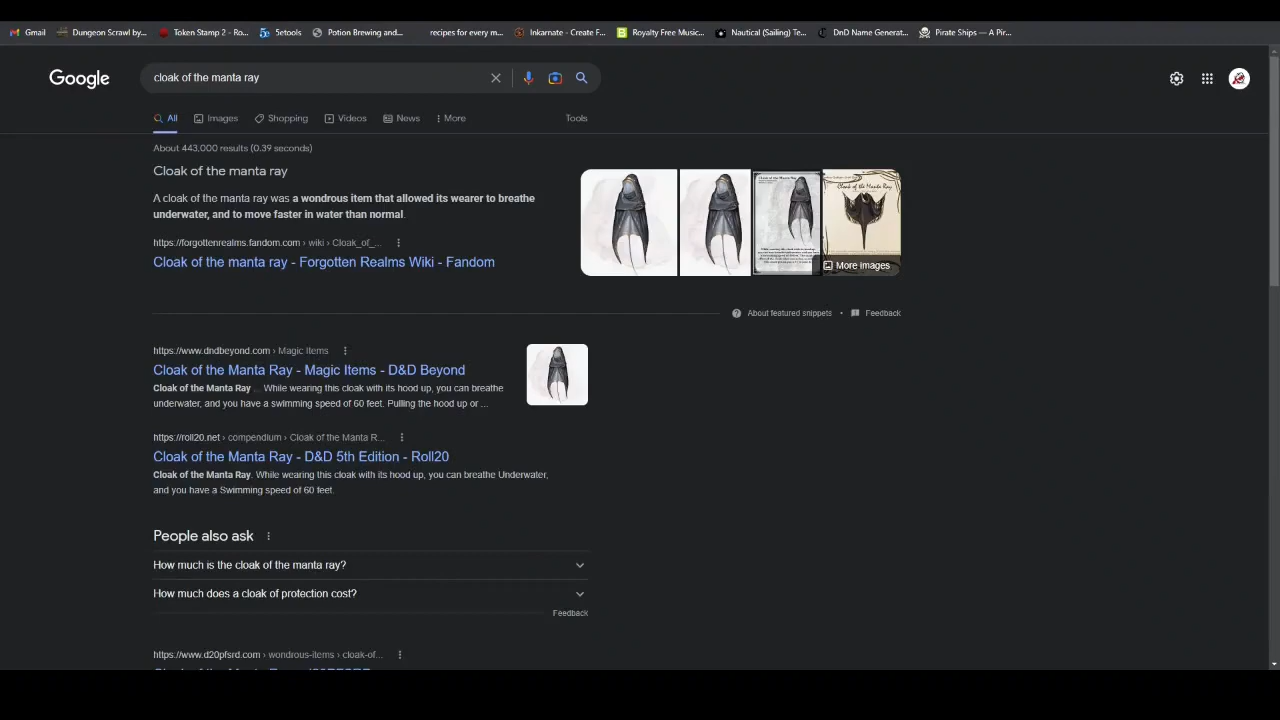 Gmail Dungeon Scrawl by... Token Stamp 2 - Ro... 5etools Potion Brewing and... recipes for every m... Inkarnate - Create F... Royalty Free Music... Nautical (Sailing) Te... DnD Name Generat... Pirate Ships — A Pir...
Google cloak of the manta ray
All Images Shopping Videos News More Tools
About 443,000 results (0.39 seconds)
Cloak of the manta ray
A cloak of the manta ray was a wondrous item that allowed its wearer to breathe
underwater, and to move faster in water than normal.
https://forgottenrealms.fandom.com › wiki › Cloak_of_...
Cloak of the manta ray - Forgotten Realms Wiki - Fandom
Cloak of the Manta Ray
Cloak of the Manta Ray
More images
About featured snippets • Feedback
https://www.dndbeyond.com › Magic Items
Cloak of the Manta Ray - Magic Items - D&D Beyond
Cloak of the Manta Ray ... While wearing this cloak with its hood up, you can breathe
underwater, and you have a swimming speed of 60 feet. Pulling the hood up or ...
https://roll20.net › compendium › Cloak of the Manta R...
Cloak of the Manta Ray - D&D 5th Edition - Roll20
Cloak of the Manta Ray. While wearing this cloak with its hood up, you can breathe Underwater,
and you have a Swimming speed of 60 feet.
People also ask
How much is the cloak of the manta ray?
How much does a cloak of protection cost?
Feedback
https://www.d20pfsrd.com › wondrous-items › cloak-of...